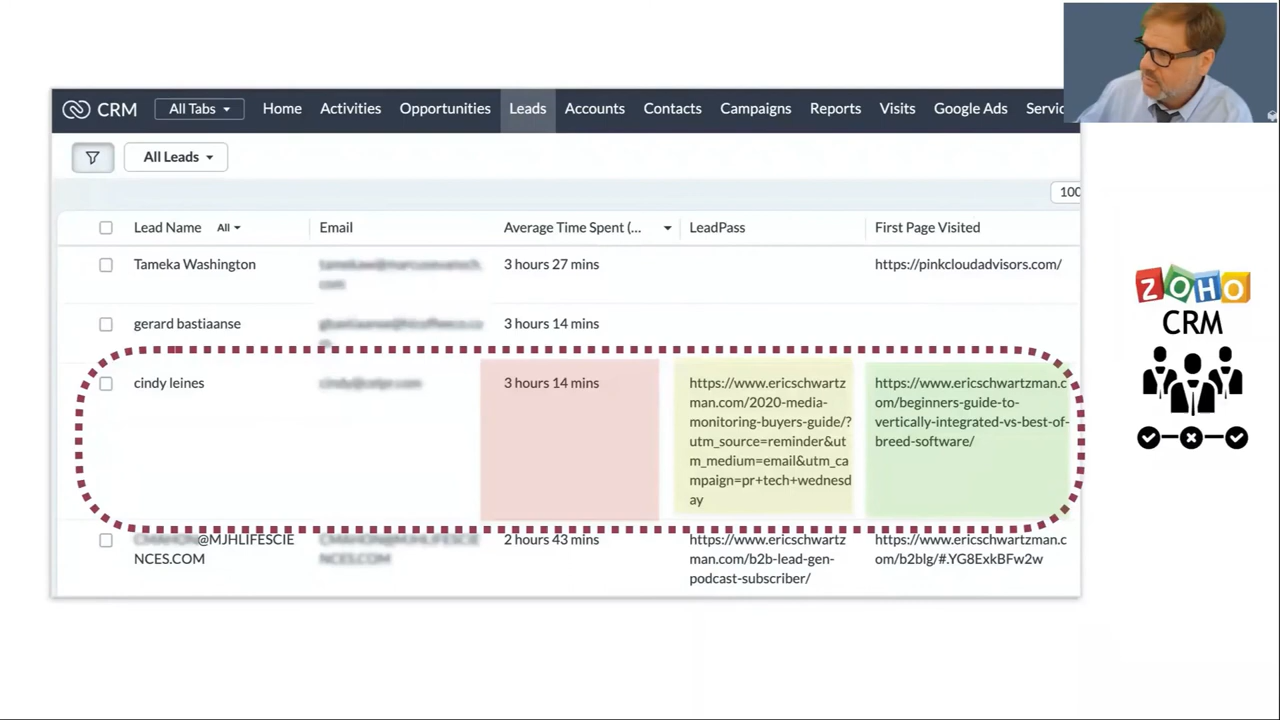 CRM All Tabs Home Activities Opportunities Leads Accounts Contacts Campaigns Reports Visits Google Ads Servic
All Leads
100
Lead Name All Email Average Time Spent (... LeadPass First Page Visited
Tameka Washington 3 hours 27 mins https://pinkcloudadvisors.com/
gerard bastiaanse 3 hours 14 mins
cindy leines 3 hours 14 mins https://www.ericschwartz https://www.ericschwartzman.c
man.com/2020-media- om/beginners-guide-to-
monitoring-buyers-guide/? vertically-integrated-vs-best-of-
utm_source=reminder&ut breed-software/
m_medium=email&utm_ca
mpaign=pr+tech+wednesd
ay
@MJHLIFESCIE 2 hours 43 mins https://www.ericschwartz https://www.ericschwartzman.c
NCES.COM man.com/b2b-lead-gen- om/b2blg/#.YG8ExkBFw2w
podcast-subscriber/
ZOHO
CRM